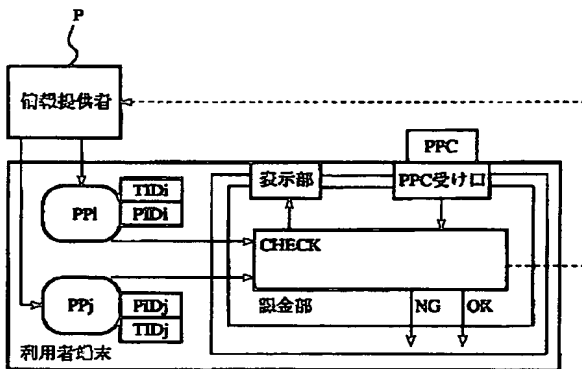 P
情報提供者
PPC
表示部
PPC受け口
TIDi
PPi
PIDi
CHECK
PPj
PIDj
TIDj
課金部
NG
OK
利用者端末